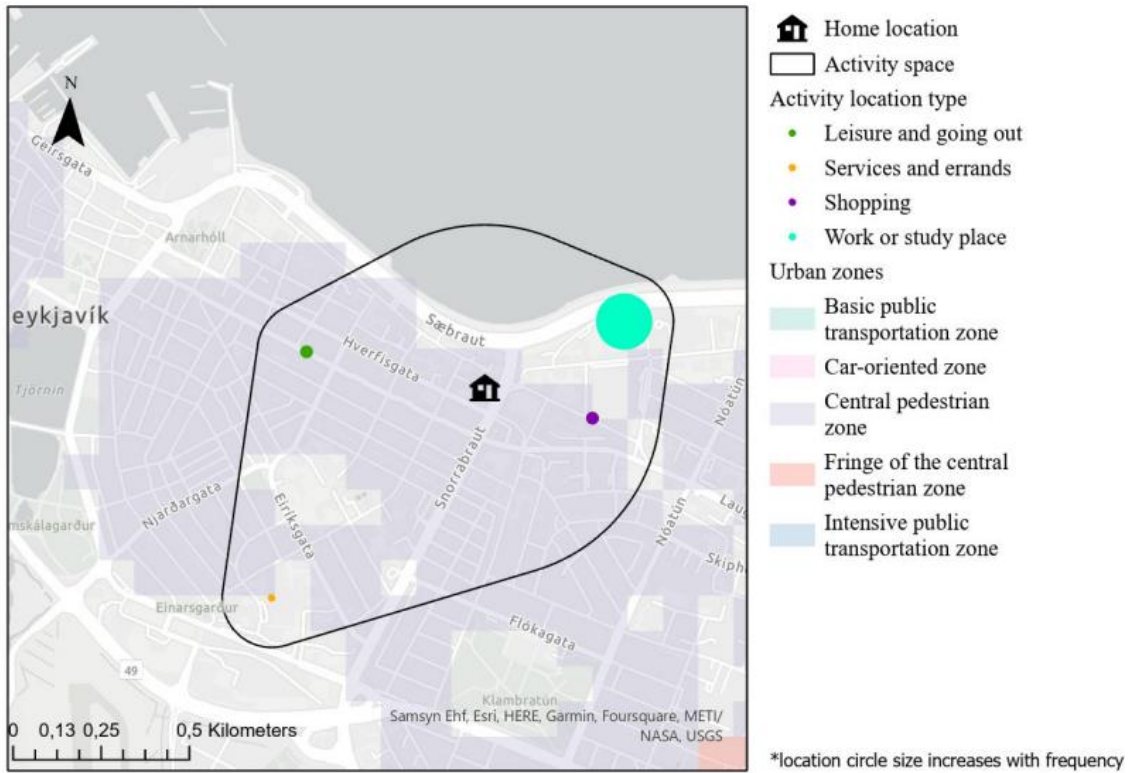 N
Geirsgata
Arnarhóll
eykjavík
Tjörnin
Sæbraut
Hverfisgata
Nóatún
Snorrabraut
Njarðargata
Eiríksgata
mskálagarður
Nóatún
Laug
Skiph
Einarsgarður
Flókagata
49
Klambratún
Samsyn Ehf, Esri, HERE, Garmin, Foursquare, METI/
NASA, USGS
0 0,13 0,25 0,5 Kilometers
Home location
Activity space
Activity location type
Leisure and going out
Services and errands
Shopping
Work or study place
Urban zones
Basic public
transportation zone
Car-oriented zone
Central pedestrian
zone
Fringe of the central
pedestrian zone
Intensive public
transportation zone
*location circle size increases with frequency